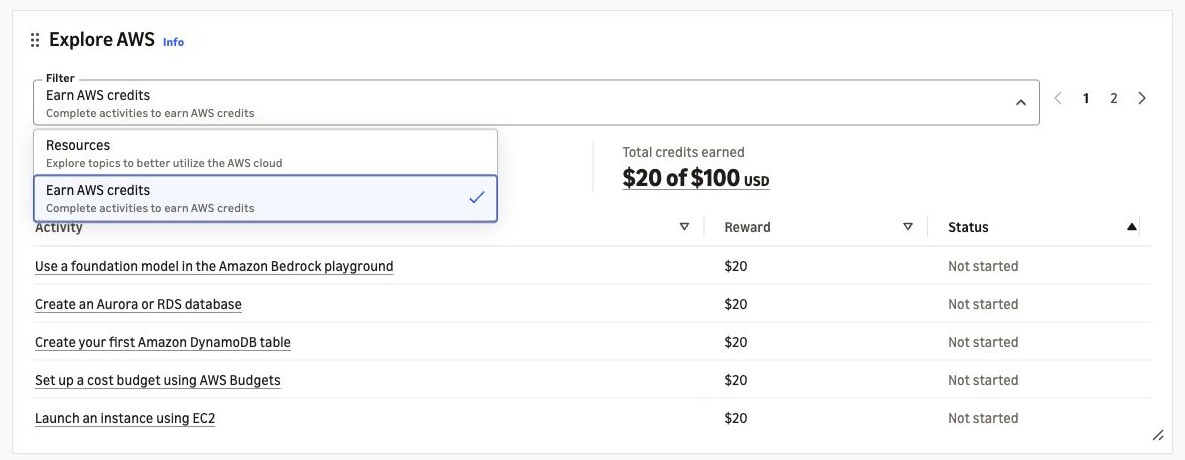 Explore AWS Info
Filter
Earn AWS credits
Complete activities to earn AWS credits
1 2
Resources
Explore topics to better utilize the AWS cloud
Earn AWS credits
Complete activities to earn AWS credits
Total credits earned
$20 of $100 USD
Activity Reward Status
Use a foundation model in the Amazon Bedrock playground $20 Not started
Create an Aurora or RDS database $20 Not started
Create your first Amazon DynamoDB table $20 Not started
Set up a cost budget using AWS Budgets $20 Not started
Launch an instance using EC2 $20 Not started